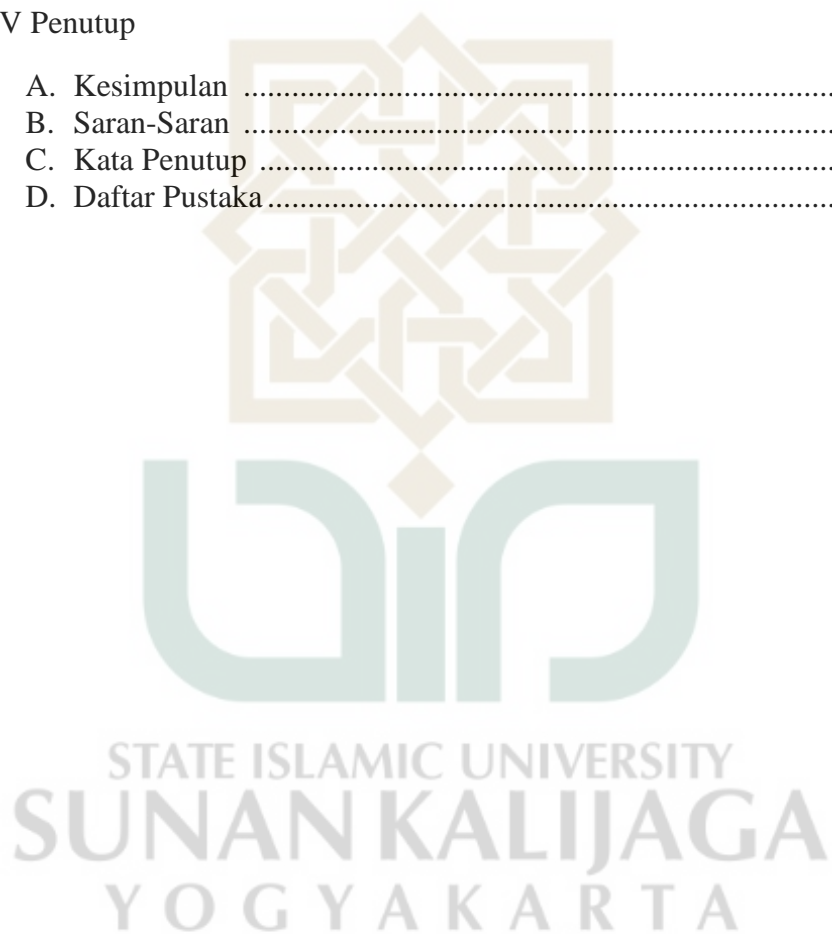 V Penutup
A. Kesimpulan ........................................................................
B. Saran-Saran ........................................................................
C. Kata Penutup ......................................................................
D. Daftar Pustaka .....................................................................
STATE ISLAMIC UNIVERSITY
SUNAN KALIJAGA
YOGYAKARTA